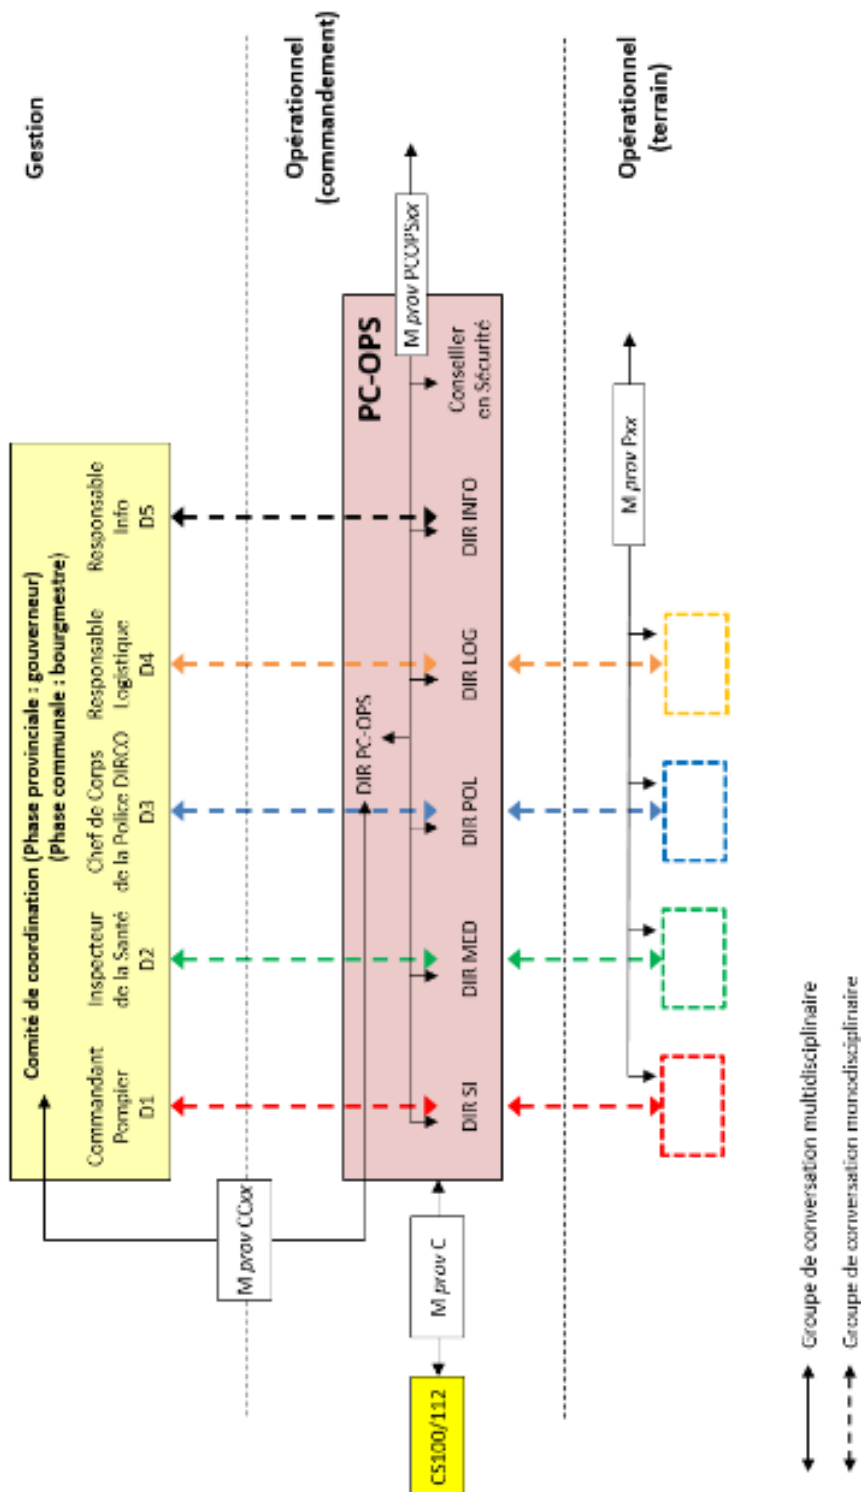 Gestion
Comité de coordination (Phase provinciale : gouverneur)
(Phase communale : bourgmestre)
Commandant
Pompier
D1
Inspecteur
de la Santé
D2
Chef de Corps
de la Police DIRCO
D3
Responsable
Logistique
D4
Responsable
Info
D5
M prov CCxx
Opérationnel
(commandement)
PC-OPS
DIR PC-OPS
M prov PCOPSxx
CS100/112
M prov C
DIR SI
DIR MED
DIR POL
DIR LOG
DIR INFO
Conseiller
en Sécurité
Opérationnel
(terrain)
M prov Pxx
Groupe de conversation multidisciplinaire
Groupe de conversation monodisciplinaire